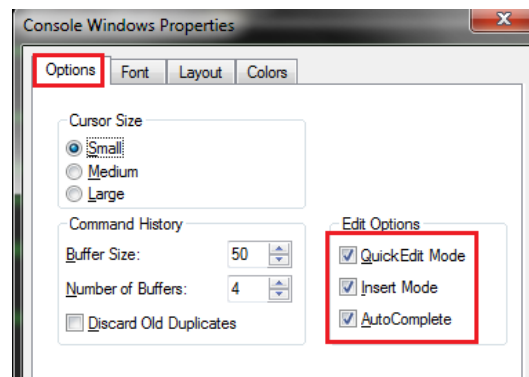 Console Windows Properties
Options Font Layout Colors
Cursor Size
Small
Medium
Large
Command History
Buffer Size: 50
Number of Buffers: 4
Discard Old Duplicates
Edit Options
QuickEdit Mode
Insert Mode
AutoComplete